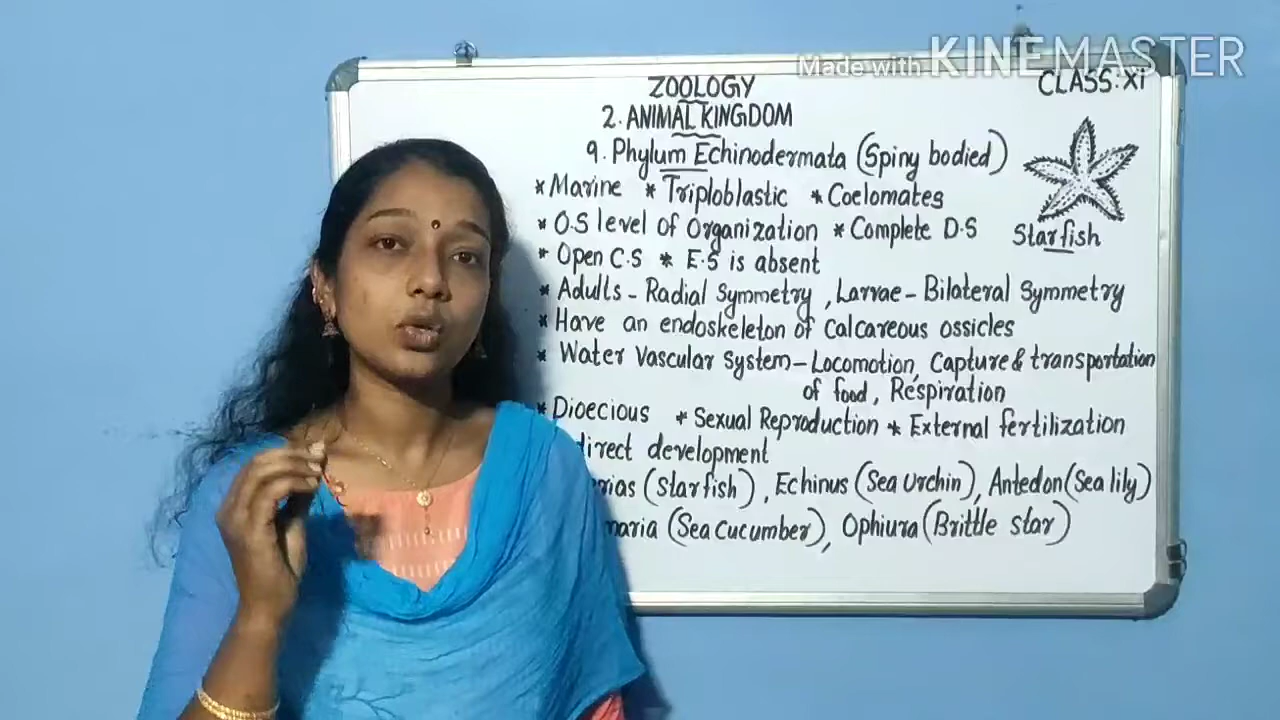 Made with KINEMASTER
ZOOLOGY
CLASS: XI
2. ANIMAL KINGDOM
9. Phylum Echinodermata (Spiny bodied)
* Marine * Triploblastic * Coelomates
* O.S level of Organization * Complete D.S
Starfish
* Open C.S * E.S is absent
* Adults - Radial Symmetry, Larvae - Bilateral Symmetry
* Have an endoskeleton of Calcareous ossicles
* Water Vascular System - Locomotion, Capture & transportation
of food, Respiration
* Dioecious * Sexual Reproduction * External fertilization
direct development
(Starfish), Echinus (Sea Urchin), Antedon (Sea lily)
(Sea Cucumber), Ophiura (Brittle star)